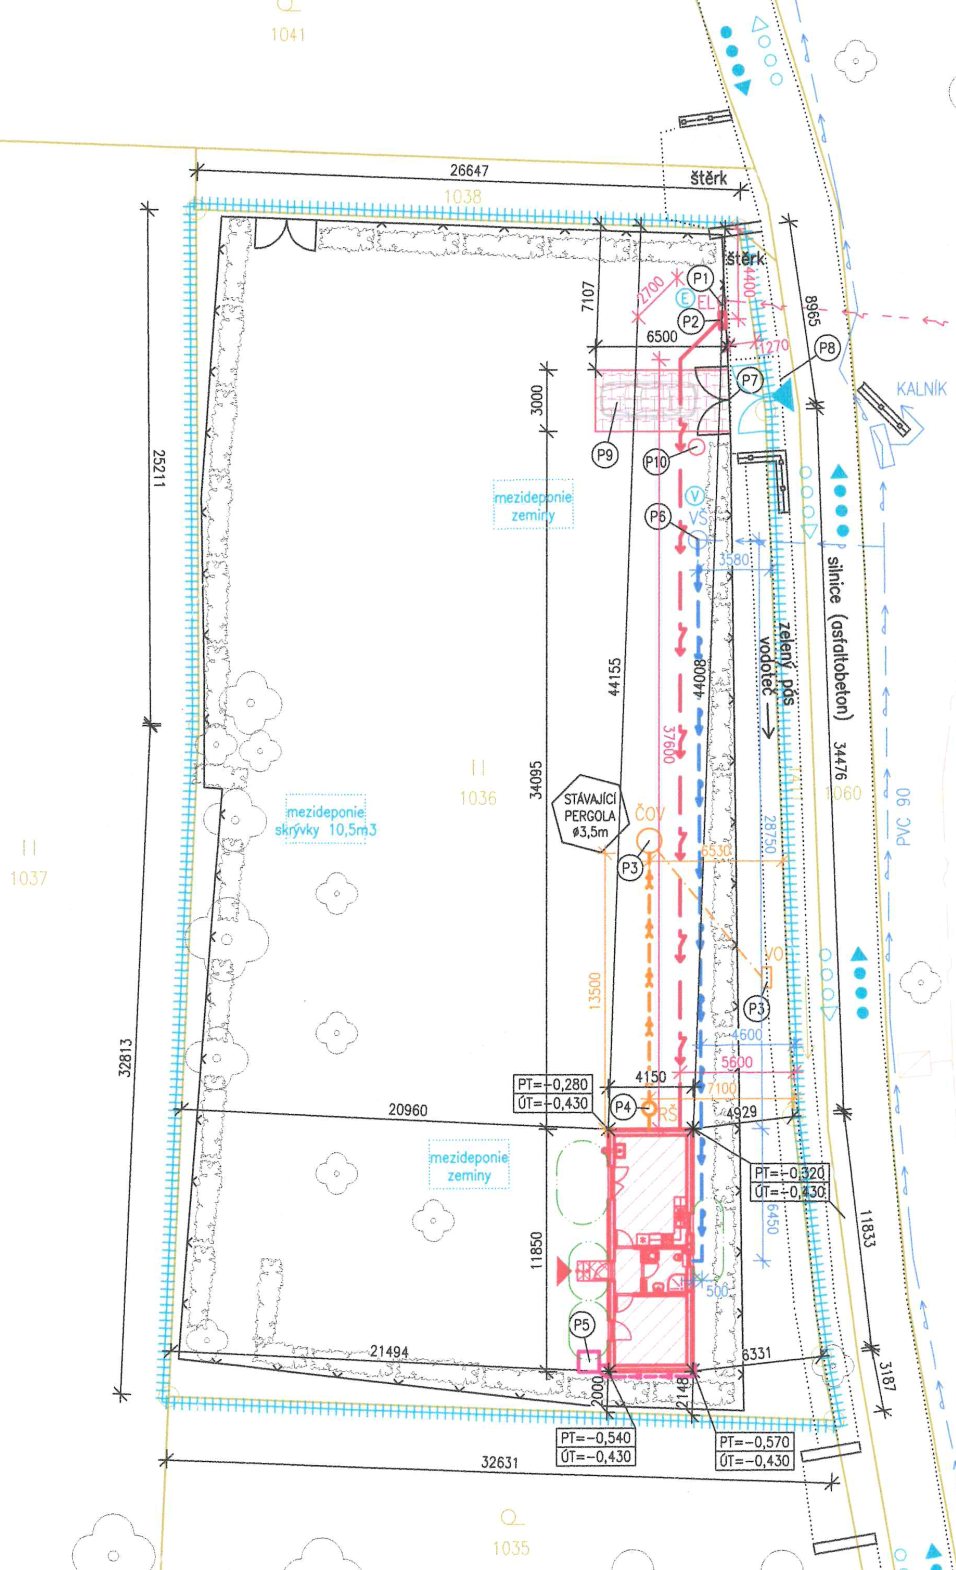 1041
26647
štěrk
1038
štěrk
P1
4400
2700
E
EL
P2
7107
8965
6500
1270
P8
P7
KALNÍK
3000
P9
P10
25211
mezideponie
zeminy
V
P6
VŠ
3580
silnice (asfaltobeton)
zelený pás
vodoteč
44155
44008
37600
34476
34095
1036
1060
STÁVAJÍCÍ
PERGOLA
ø3,5m
ČOV
28750
PVC 90
mezideponie
skrývky 10,5m3
P3
6530
1037
VO
13500
P3
4600
32813
5600
PT=-0,280
ÚT=-0,430
4150
7100
20960
P4
RŠ
4929
mezideponie
zeminy
PT=-0,320
ÚT=-0,430
6450
11833
11850
500
P5
21494
6331
3187
2000
2148
PT=-0,540
ÚT=-0,430
PT=-0,570
ÚT=-0,430
32631
1035